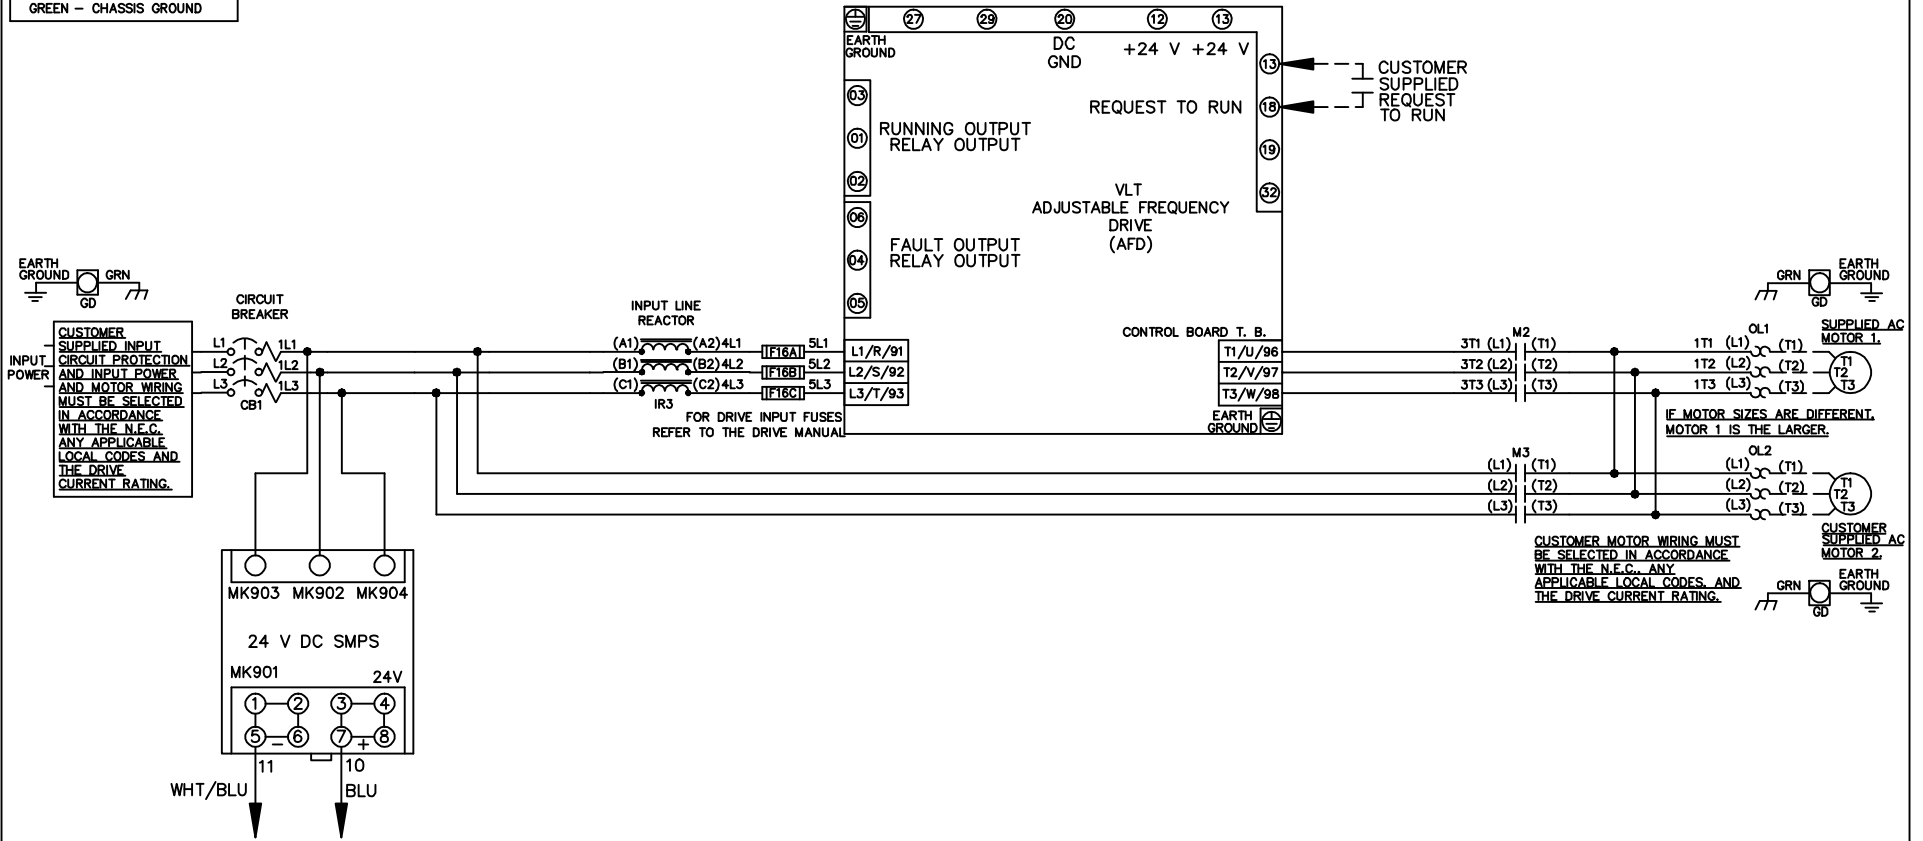 GREEN – CHASSIS GROUND
27 29 20 12 13
EARTH
GROUND
DC
GND
+24 V +24 V
13
18
19
32
REQUEST TO RUN
CUSTOMER
SUPPLIED
REQUEST
TO RUN
03
01
02
RUNNING OUTPUT
RELAY OUTPUT
06
04
05
FAULT OUTPUT
RELAY OUTPUT
VLT
ADJUSTABLE FREQUENCY
DRIVE
(AFD)
EARTH
GROUND
GRN
GD
INPUT
POWER
CUSTOMER
SUPPLIED INPUT
CIRCUIT PROTECTION
AND INPUT POWER
AND MOTOR WIRING
MUST BE SELECTED
IN ACCORDANCE
WITH THE N.E.C.
ANY APPLICABLE
LOCAL CODES AND
THE DRIVE
CURRENT RATING.
CIRCUIT
BREAKER
L1 1L1
L2 1L2
L3 1L3
CB1
INPUT LINE
REACTOR
(A1) (A2) 4L1 F16A 5L1
(B1) (B2) 4L2 F16B 5L2
(C1) (C2) 4L3 F16C 5L3
IR3
FOR DRIVE INPUT FUSES
REFER TO THE DRIVE MANUAL
L1/R/91
L2/S/92
L3/T/93
CONTROL BOARD T. B.
T1/U/96
T2/V/97
T3/W/98
EARTH
GROUND
M2
3T1 (L1) (T1)
3T2 (L2) (T2)
3T3 (L3) (T3)
OL1
1T1 (L1) (T1)
1T2 (L2) (T2)
1T3 (L3) (T3)
T1
T2
T3
GRN
EARTH
GROUND
GD
SUPPLIED AC
MOTOR 1.
IF MOTOR SIZES ARE DIFFERENT,
MOTOR 1 IS THE LARGER.
M3
(L1) (T1)
(L2) (T2)
(L3) (T3)
OL2
(L1) (T1)
(L2) (T2)
(L3) (T3)
T1
T2
T3
CUSTOMER
SUPPLIED AC
MOTOR 2.
CUSTOMER MOTOR WIRING MUST
BE SELECTED IN ACCORDANCE
WITH THE N.E.C., ANY
APPLICABLE LOCAL CODES, AND
THE DRIVE CURRENT RATING.
GRN
EARTH
GROUND
GD
MK903 MK902 MK904
24 V DC SMPS
MK901
24V
1 2 3 4
5 6 7 8
– +
11 10
WHT/BLU BLU